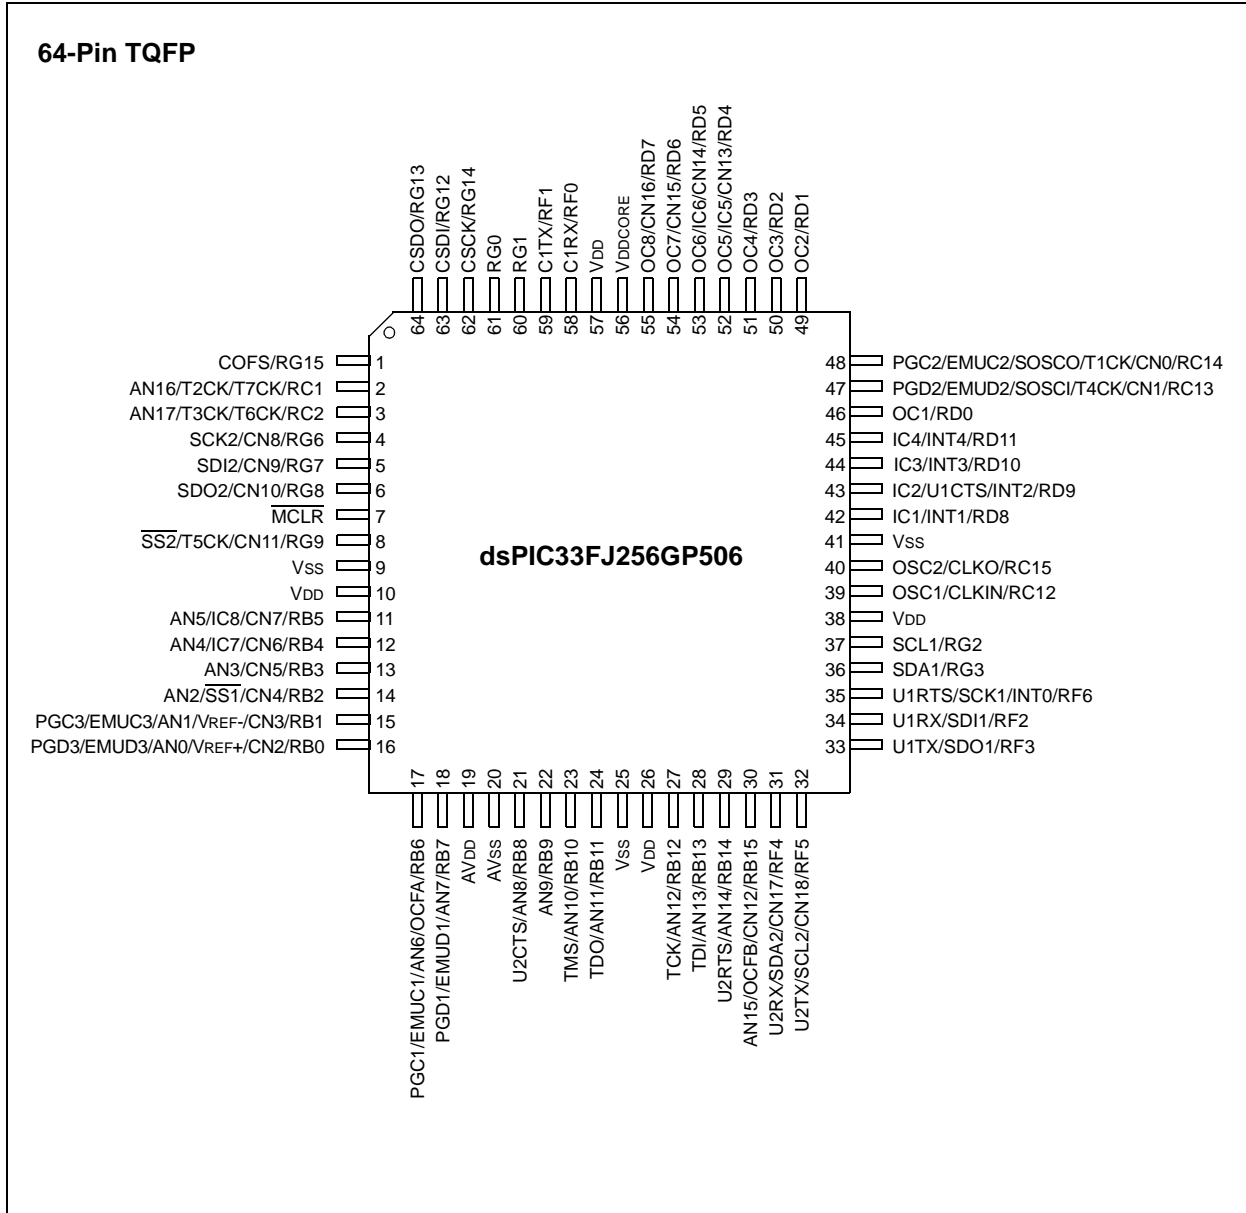 64-Pin TQFP
64 CSDO/RG13
63 CSDI/RG12
62 CSCK/RG14
61 RG0
60 RG1
59 C1TX/RF1
58 C1RX/RF0
57 VDD
56 VDDCORE
55 OC8/CN16/RD7
54 OC7/CN15/RD6
53 OC6/IC6/CN14/RD5
52 OC5/IC5/CN13/RD4
51 OC4/RD3
50 OC3/RD2
49 OC2/RD1
COFS/RG15 1
AN16/T2CK/T7CK/RC1 2
AN17/T3CK/T6CK/RC2 3
SCK2/CN8/RG6 4
SDI2/CN9/RG7 5
SDO2/CN10/RG8 6
MCLR 7
SS2/T5CK/CN11/RG9 8
VSS 9
VDD 10
AN5/IC8/CN7/RB5 11
AN4/IC7/CN6/RB4 12
AN3/CN5/RB3 13
AN2/SS1/CN4/RB2 14
PGC3/EMUC3/AN1/VREF-/CN3/RB1 15
PGD3/EMUD3/AN0/VREF+/CN2/RB0 16
dsPIC33FJ256GP506
48 PGC2/EMUC2/SOSCO/T1CK/CN0/RC14
47 PGD2/EMUD2/SOSCI/T4CK/CN1/RC13
46 OC1/RD0
45 IC4/INT4/RD11
44 IC3/INT3/RD10
43 IC2/U1CTS/INT2/RD9
42 IC1/INT1/RD8
41 VSS
40 OSC2/CLKO/RC15
39 OSC1/CLKIN/RC12
38 VDD
37 SCL1/RG2
36 SDA1/RG3
35 U1RTS/SCK1/INT0/RF6
34 U1RX/SDI1/RF2
33 U1TX/SDO1/RF3
17 PGC1/EMUC1/AN6/OCFA/RB6
18 PGD1/EMUD1/AN7/RB7
19 AVDD
20 AVSS
21 U2CTS/AN8/RB8
22 AN9/RB9
23 TMS/AN10/RB10
24 TDO/AN11/RB11
25 VSS
26 VDD
27 TCK/AN12/RB12
28 TDI/AN13/RB13
29 U2RTS/AN14/RB14
30 AN15/OCFB/CN12/RB15
31 U2RX/SDA2/CN17/RF4
32 U2TX/SCL2/CN18/RF5